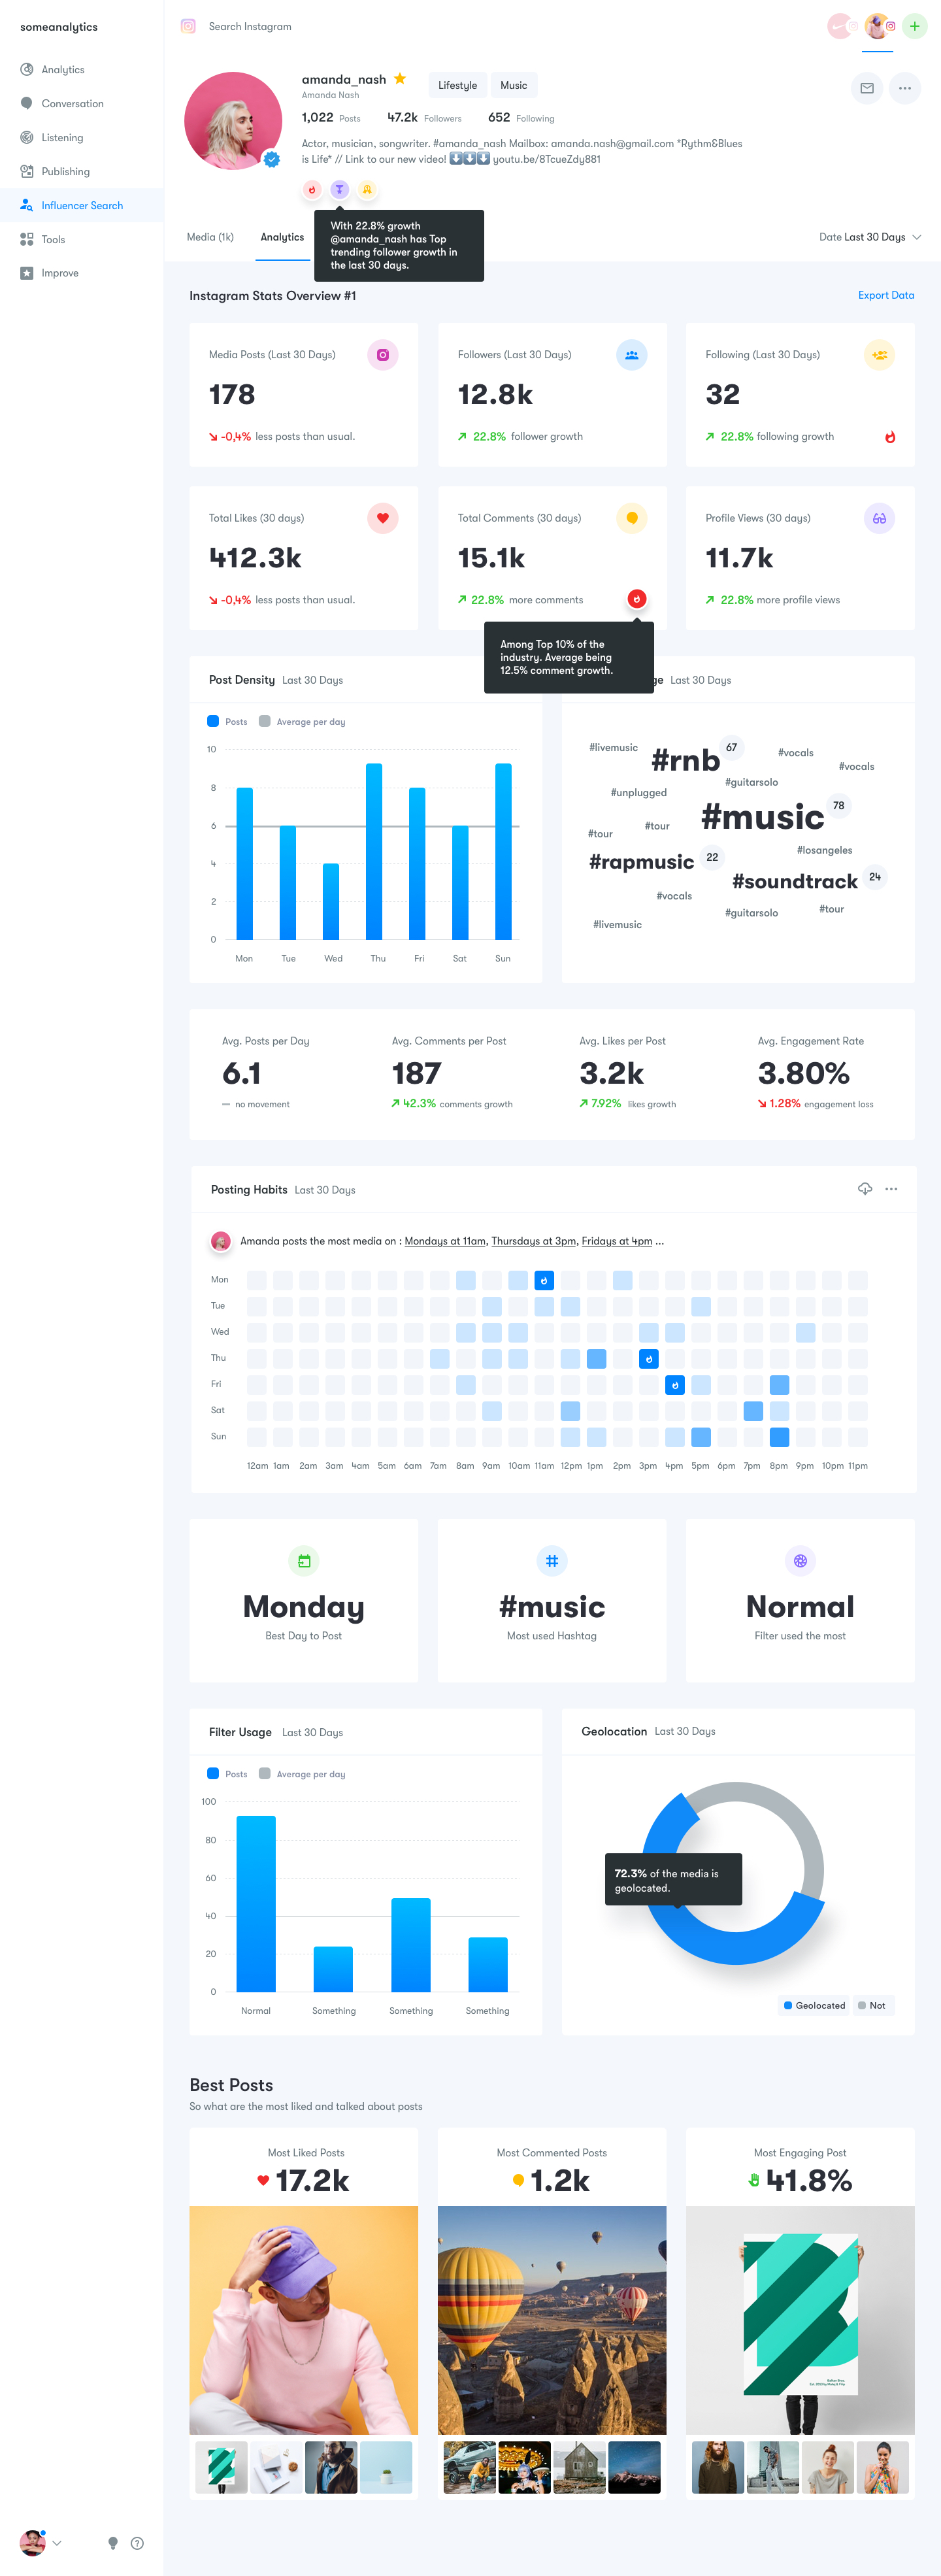 someanalytics
Search Instagram
Analytics
Conversation
Listening
Publishing
Influencer Search
Tools
Improve
amanda_nash
Lifestyle
Music
Amanda Nash
1,022 Posts
47.2k Followers
652 Following
Actor, musician, songwriter. #amanda_nash Mailbox: amanda.nash@gmail.com "Rythm&Blues
is Life" // Link to our new video! ⬇️⬇️⬇️ youtu.be/8TcueZdy881
With 22.8% growth
@amanda_nash has Top
trending follower growth in
the last 30 days.
Media (1k)
Analytics
Date Last 30 Days
Instagram Stats Overview #1
Export Data
Media Posts (Last 30 Days)
178
-0,4% less posts than usual.
Followers (Last 30 Days)
12.8k
22.8% follower growth
Following (Last 30 Days)
32
22.8% following growth
Total Likes (30 days)
412.3k
-0,4% less posts than usual.
Total Comments (30 days)
15.1k
22.8% more comments
Profile Views (30 days)
11.7k
22.8% more profile views
Among Top 10% of the
industry. Average being
12.5% comment growth.
Post Density Last 30 Days
Posts
Average per day
10
8
6
4
2
0
Mon
Tue
Wed
Thu
Fri
Sat
Sun
ge Last 30 Days
#livemusic
#rnb
67
#vocals
#vocals
#guitarsolo
#unplugged
#music
78
#tour
#tour
#losangeles
#rapmusic
22
#soundtrack
24
#vocals
#guitarsolo
#tour
#livemusic
Avg. Posts per Day
6.1
no movement
Avg. Comments per Post
187
42.3% comments growth
Avg. Likes per Post
3.2k
7.92% likes growth
Avg. Engagement Rate
3.80%
1.28% engagement loss
Posting Habits Last 30 Days
Amanda posts the most media on : Mondays at 11am, Thursdays at 3pm, Fridays at 4pm ...
Mon
Tue
Wed
Thu
Fri
Sat
Sun
12am 1am 2am 3am 4am 5am 6am 7am 8am 9am 10am 11am 12pm 1pm 2pm 3pm 4pm 5pm 6pm 7pm 8pm 9pm 10pm 11pm
Monday
Best Day to Post
#music
Most used Hashtag
Normal
Filter used the most
Filter Usage Last 30 Days
Posts
Average per day
100
80
60
40
20
0
Normal
Something
Something
Something
Geolocation Last 30 Days
72.3% of the media is
geolocated.
Geolocated
Not
Best Posts
So what are the most liked and talked about posts
Most Liked Posts
17.2k
Most Commented Posts
1.2k
Most Engaging Post
41.8%